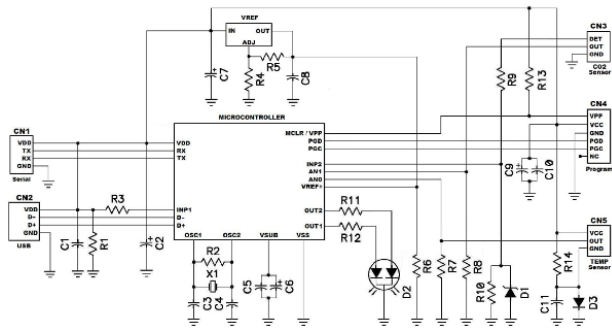 VREF
IN
OUT
ADJ
R5
R4
C7
C8
R9
R13
CN3
DET
OUT
GND
CO2
Sensor
CN4
VPP
VCC
GND
PGD
PGC
NC
Program
MICROCONTROLLER
MCLR / VPP
PGD
PGC
INP2
AN1
AN0
VREF+
OUT2
OUT1
VDD
RX
TX
INP1
D-
D+
OSC1
OSC2
VSUB
VSS
CN1
VDD
TX
RX
GND
Serial
CN2
VDD
D-
D+
GND
USB
R3
C1
R1
C2
R2
X1
C3
C4
C5
C6
R11
R12
D2
R6
R7
R8
R10
D1
C9
C10
CN5
VCC
OUT
GND
TEMP Sensor
R14
C11
D3